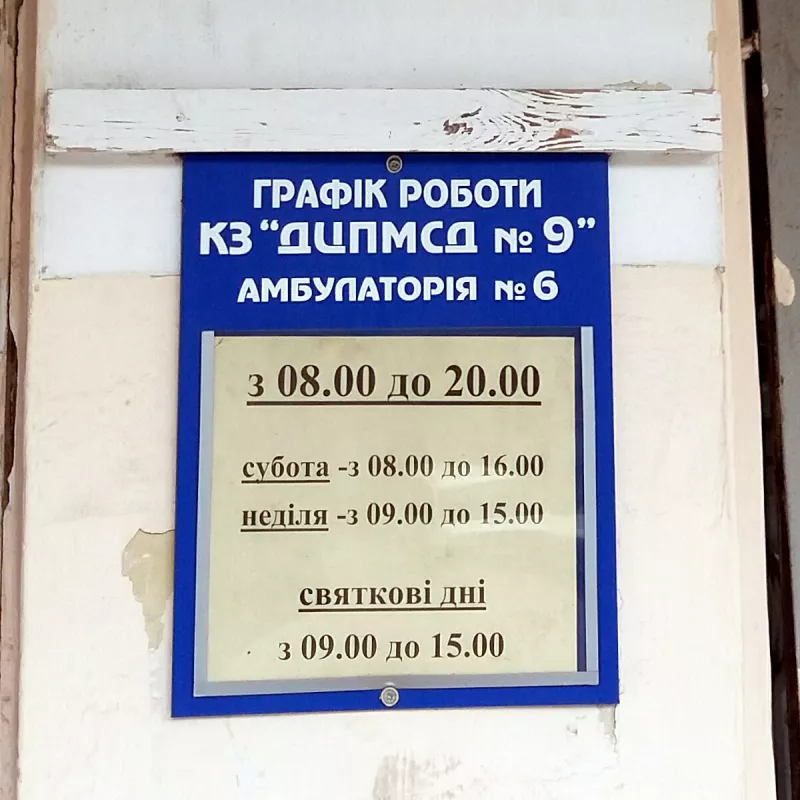 ГРАФІК РОБОТИ
КЗ "ДЦПМСД № 9"
АМБУЛАТОРІЯ № 6
з 08.00 до 20.00
субота -з 08.00 до 16.00
неділя -з 09.00 до 15.00
святкові дні
з 09.00 до 15.00